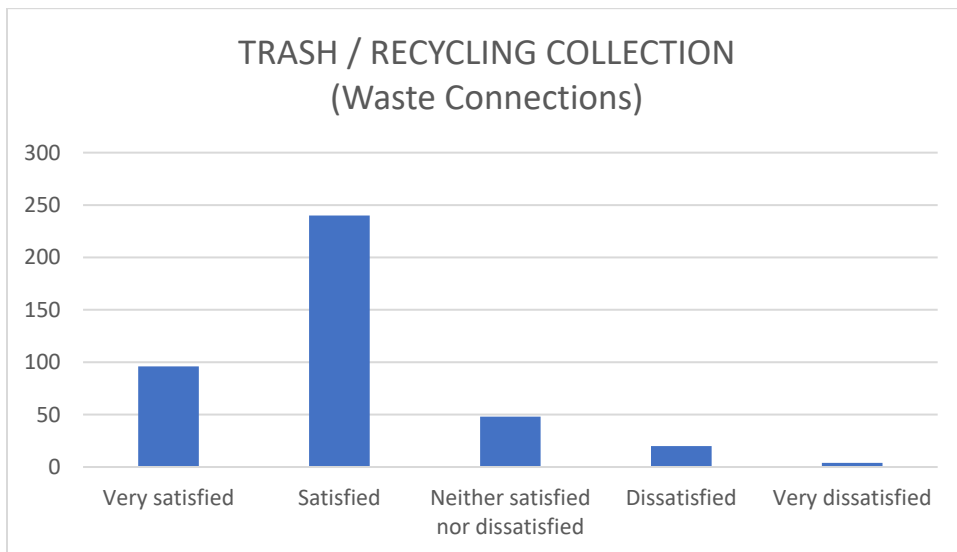 TRASH / RECYCLING COLLECTION
(Waste Connections)
300
250
200
150
100
50
0
Very satisfied
Satisfied
Neither satisfied
nor dissatisfied
Dissatisfied
Very dissatisfied